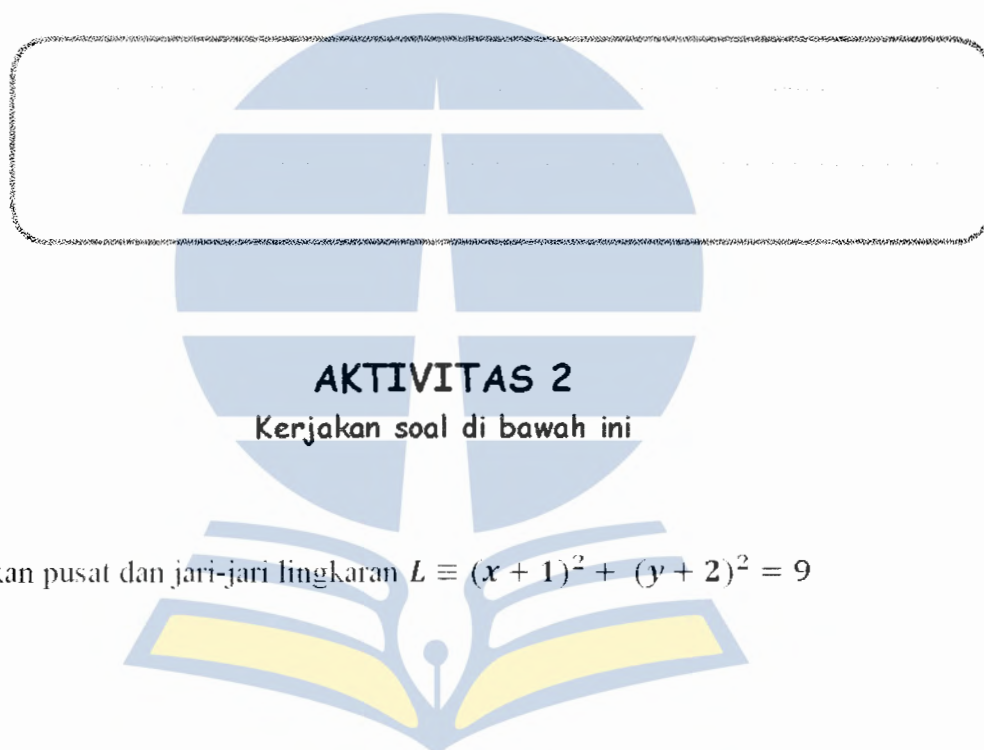 AKTIVITAS 2
Kerjakan soal di bawah ini
kan pusat dan jari-jari lingkaran L ≡ (x + 1)² + (y + 2)² = 9